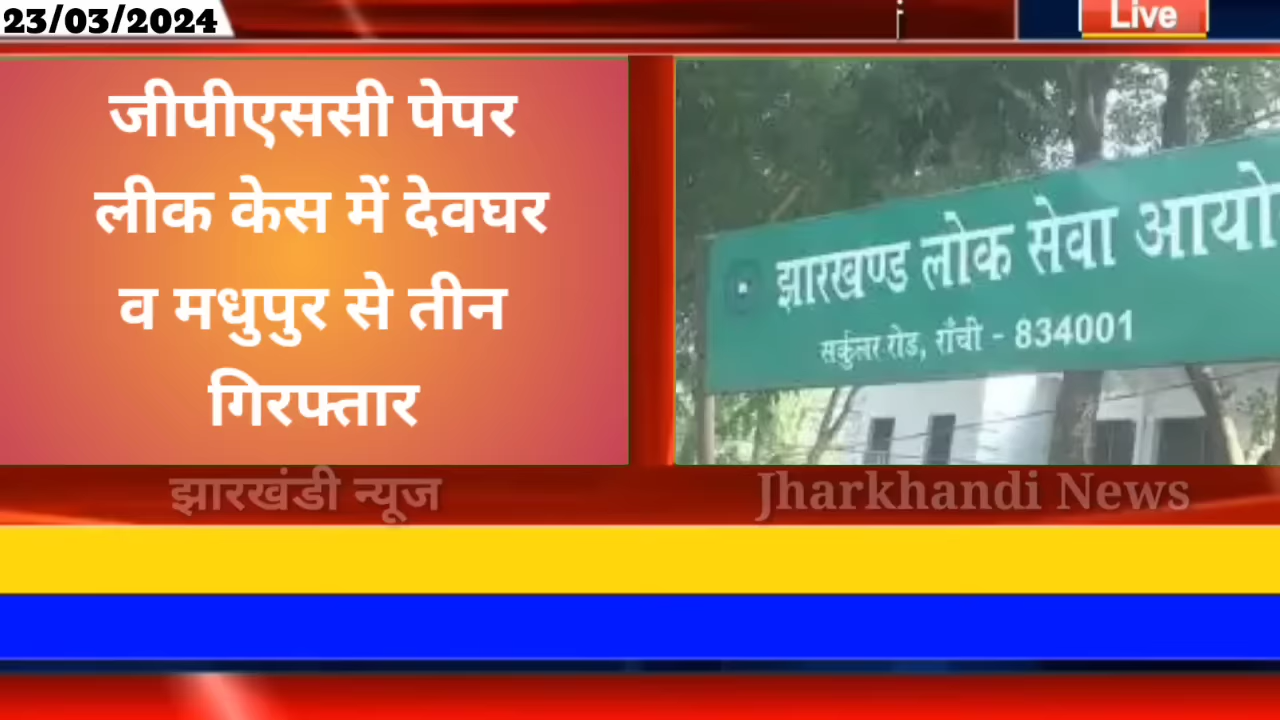 23/03/2024
Live
जीपीएससी पेपर
लीक केस में देवघर
व मधुपुर से तीन
गिरफ्तार
झारखण्ड लोक सेवा आयो
सर्कुलर रोड, राँची - 834001
झारखंडी न्यूज
Jharkhandi News